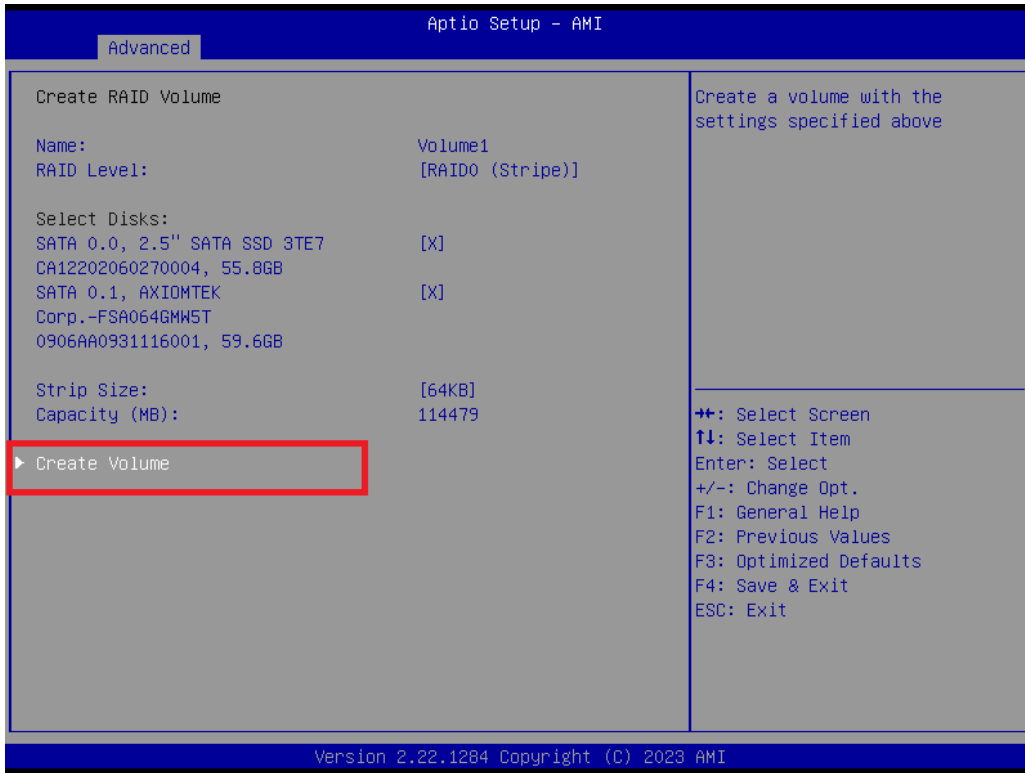 Aptio Setup – AMI
Advanced
Create RAID Volume
Name: Volume1
RAID Level: [RAID0 (Stripe)]
Select Disks:
SATA 0.0, 2.5" SATA SSD 3TE7 [X]
CA12202060270004, 55.8GB
SATA 0.1, AXIOMTEK [X]
Corp.-FSA064GMW5T
0906AA0931116001, 59.6GB
Strip Size: [64KB]
Capacity (MB): 114479
Create Volume
Create a volume with the
settings specified above
→←: Select Screen
↑↓: Select Item
Enter: Select
+/-: Change Opt.
F1: General Help
F2: Previous Values
F3: Optimized Defaults
F4: Save & Exit
ESC: Exit
Version 2.22.1284 Copyright (C) 2023 AMI